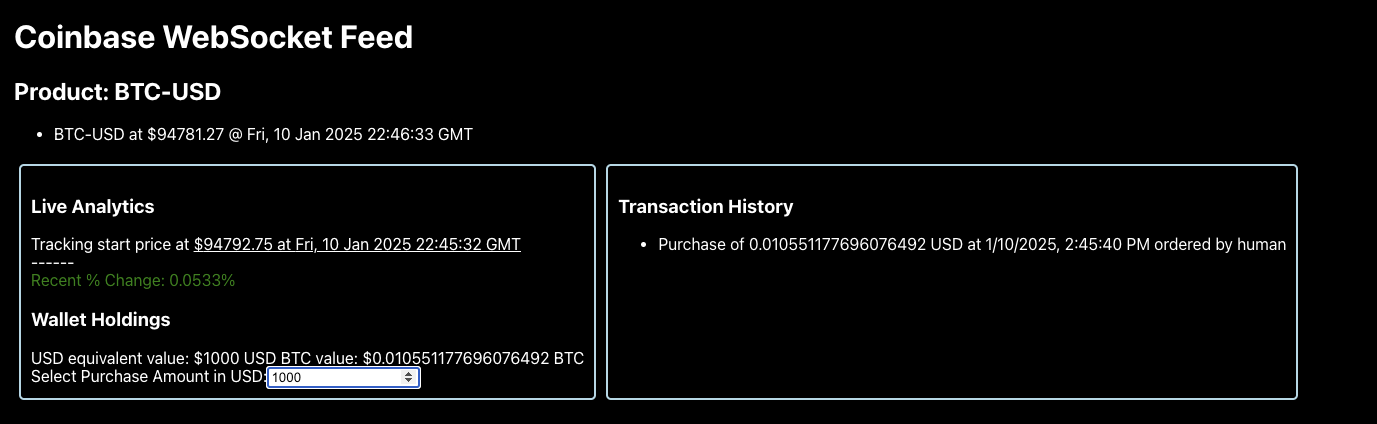 Coinbase WebSocket Feed
Product: BTC-USD
BTC-USD at $94781.27 @ Fri, 10 Jan 2025 22:46:33 GMT
Live Analytics
Tracking start price at $94792.75 at Fri, 10 Jan 2025 22:45:32 GMT
------
Recent % Change: 0.0533%
Wallet Holdings
USD equivalent value: $1000 USD BTC value: $0.010551177696076492 BTC
Select Purchase Amount in USD: 1000
Transaction History
Purchase of 0.010551177696076492 USD at 1/10/2025, 2:45:40 PM ordered by human